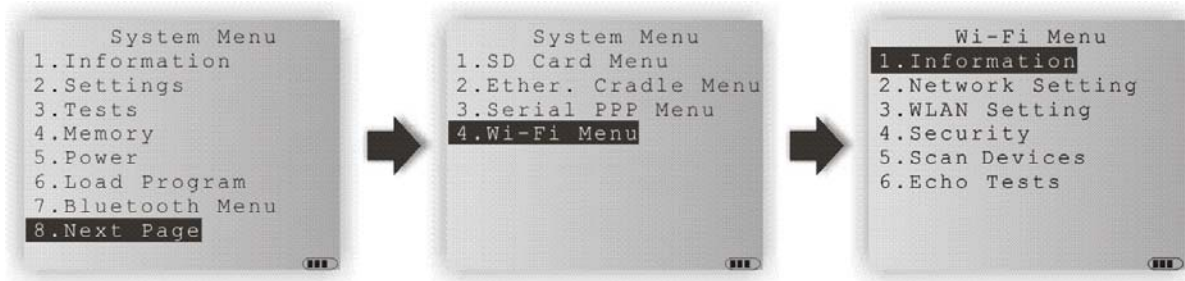 System Menu
1.Information
2.Settings
3.Tests
4.Memory
5.Power
6.Load Program
7.Bluetooth Menu
8.Next Page
System Menu
1.SD Card Menu
2.Ether. Cradle Menu
3.Serial PPP Menu
4.Wi-Fi Menu
Wi-Fi Menu
1.Information
2.Network Setting
3.WLAN Setting
4.Security
5.Scan Devices
6.Echo Tests